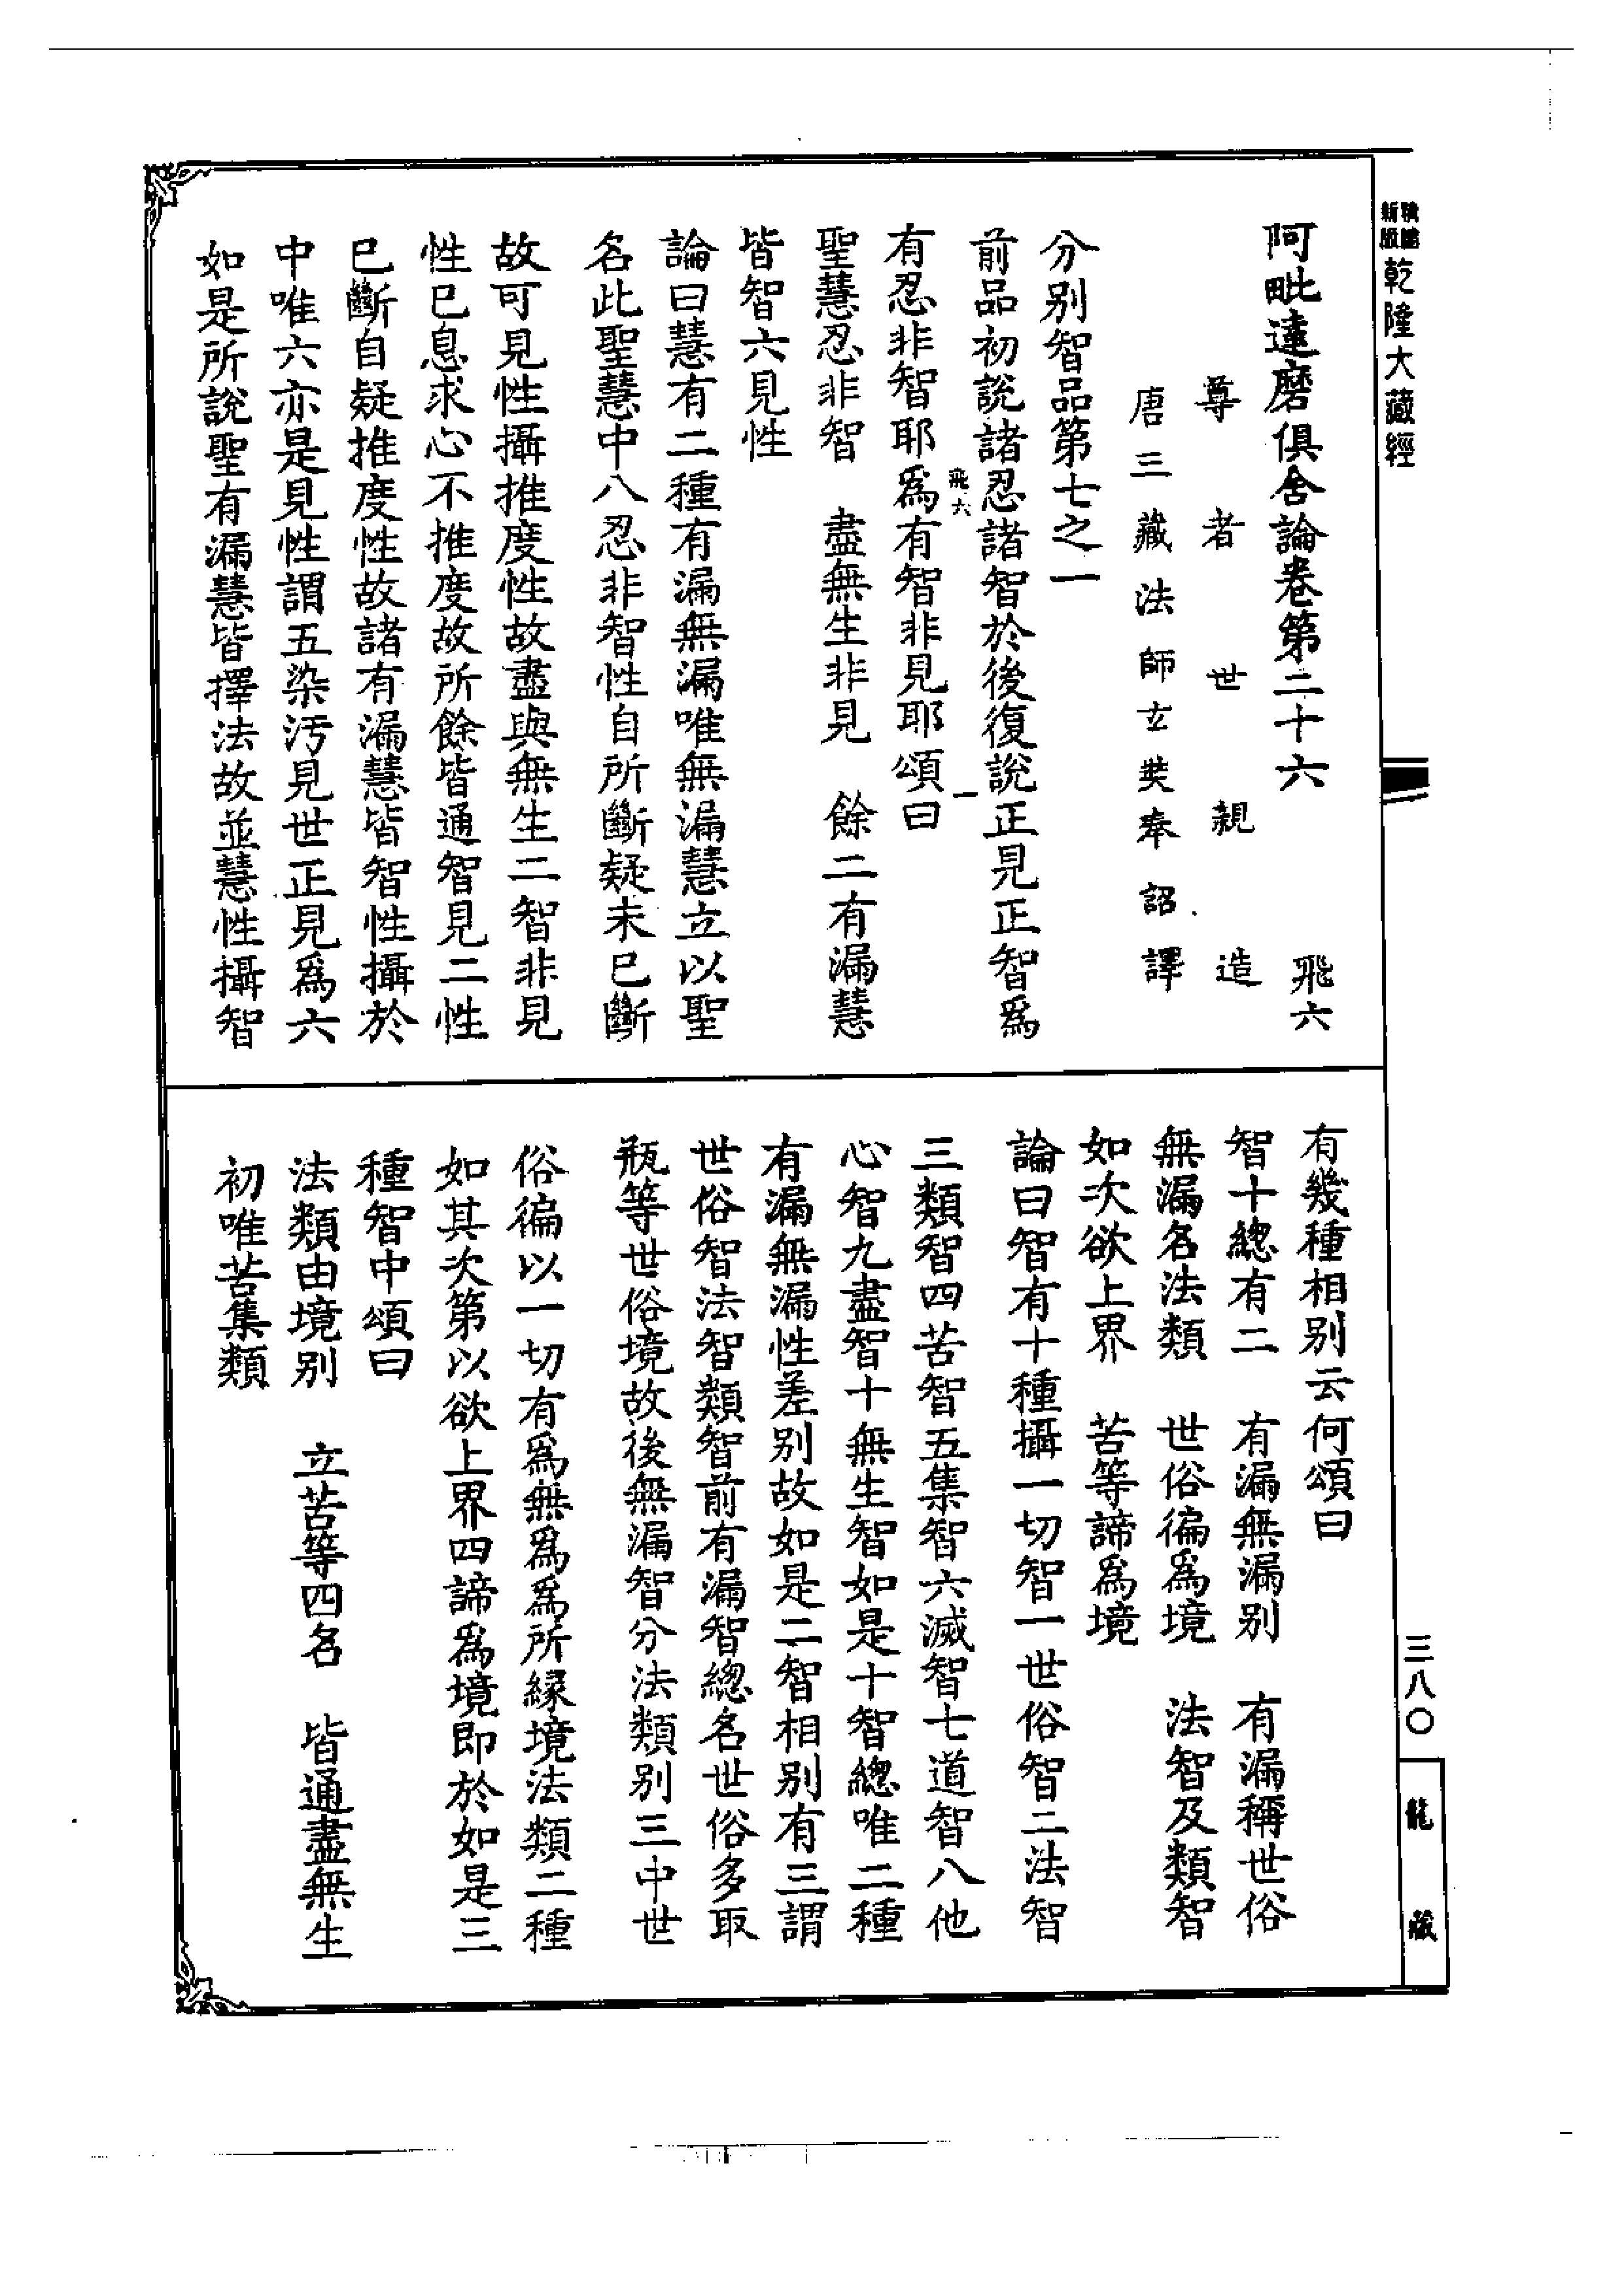 新版
乾隆大藏經
阿毗達磨俱舍論卷第二十六　飛六
尊者世親造
唐三藏法師玄奘奉詔譯
分别智品第七之一
前品初說諸忍諸智於後復說正見正智爲
飛六　一
有忍非智耶爲有智非見耶頌曰
聖慧忍非智　盡無生非見　餘二有漏慧
皆智六見性
論曰慧有二種有漏無漏唯無漏慧立以聖
名此聖慧中八忍非智性自所斷疑未已斷
故可見性攝推度性故盡與無生二智非見
性已息求心不推度故所餘皆通智見二性
已斷自疑推度性故諸有漏慧皆智性攝於
中唯六亦是見性謂五染汚見世正見爲六
如是所說聖有漏慧皆擇法故並慧性攝智
有幾種相别云何頌曰
智十總有二　有漏無漏别　有漏稱世俗
無漏名法類　世俗徧爲境　法智及類智
如次欲上界　苦等諦爲境
論曰智有十種攝一切智一世俗智二法智
三類智四苦智五集智六滅智七道智八他
心智九盡智十無生智如是十智總唯二種
有漏無漏性差别故如是二智相别有三謂
世俗智法智類智前有漏智總名世俗多取
瓶等世俗境故後無漏智分法類别三中世
俗徧以一切有爲無爲爲所緣境法類二種
如其次第以欲上界四諦爲境即於如是三
種智中頌曰
法類由境别　立苦等四名　皆通盡無生
初唯苦集類
三八〇
龍藏